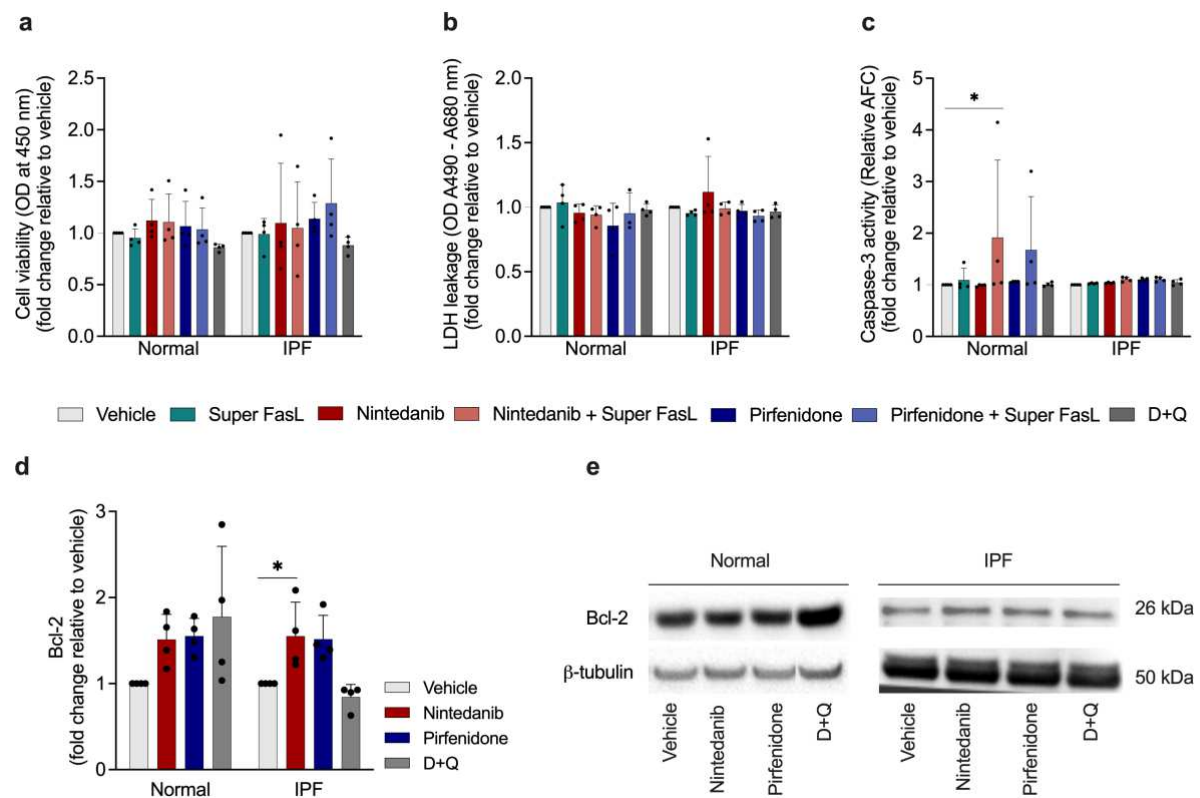 a
Cell viability (OD at 450 nm)
(fold change relative to vehicle)
2.5
2.0
1.5
1.0
0.5
0.0
Normal
IPF
b
LDH leakage (OD A490 - A680 nm)
(fold change relative to vehicle)
2.0
1.5
1.0
0.5
0.0
Normal
IPF
c
Caspase-3 activity (Relative AFC)
(fold change relative to vehicle)
5
4
3
2
1
0
*
Normal
IPF
Vehicle
Super FasL
Nintedanib
Nintedanib + Super FasL
Pirfenidone
Pirfenidone + Super FasL
D+Q
d
Bcl-2
(fold change relative to vehicle)
3
2
1
0
*
Normal
IPF
Vehicle
Nintedanib
Pirfenidone
D+Q
e
Normal
IPF
Bcl-2
26 kDa
β-tubulin
50 kDa
Vehicle
Nintedanib
Pirfenidone
D+Q
Vehicle
Nintedanib
Pirfenidone
D+Q